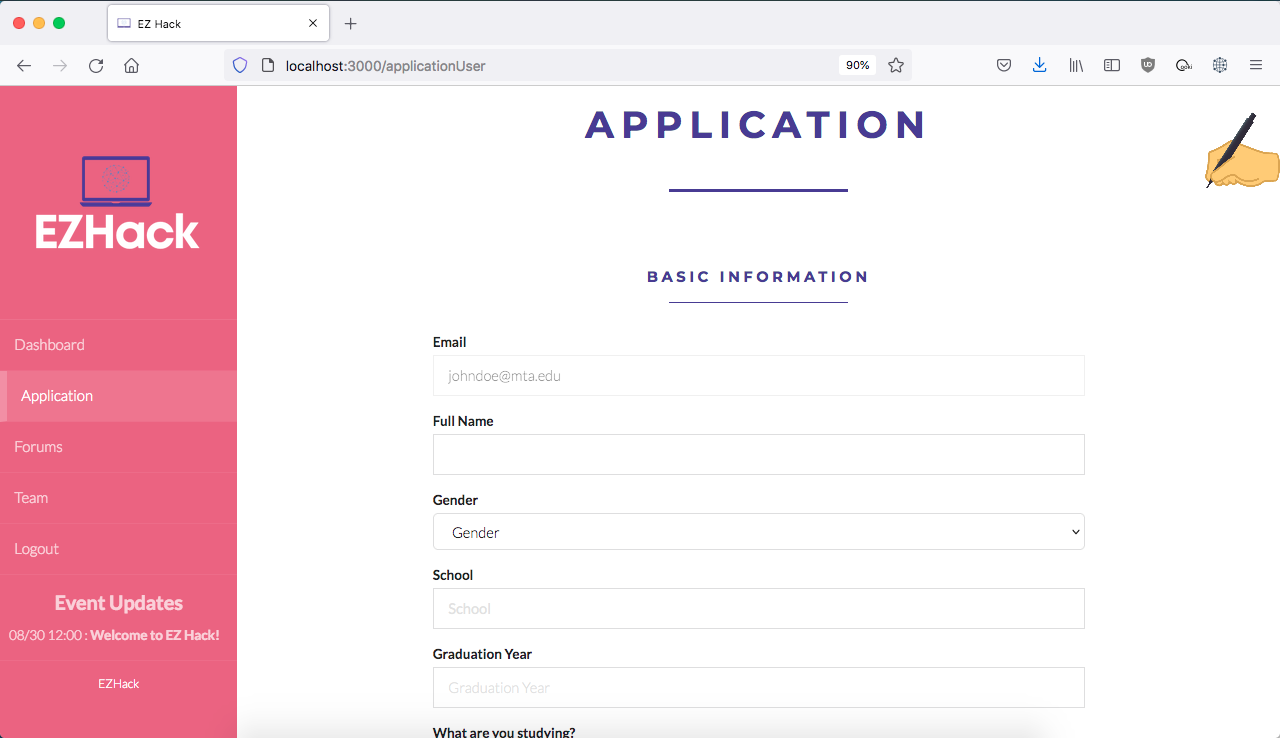 EZ Hack
localhost:3000/applicationUser
90%
EZHack
Dashboard
Application
Forums
Team
Logout
Event Updates
08/30 12:00 : Welcome to EZ Hack!
EZHack
APPLICATION
BASIC INFORMATION
Email
johndoe@mta.edu
Full Name
Gender
Gender
School
School
Graduation Year
Graduation Year
What are you studying?